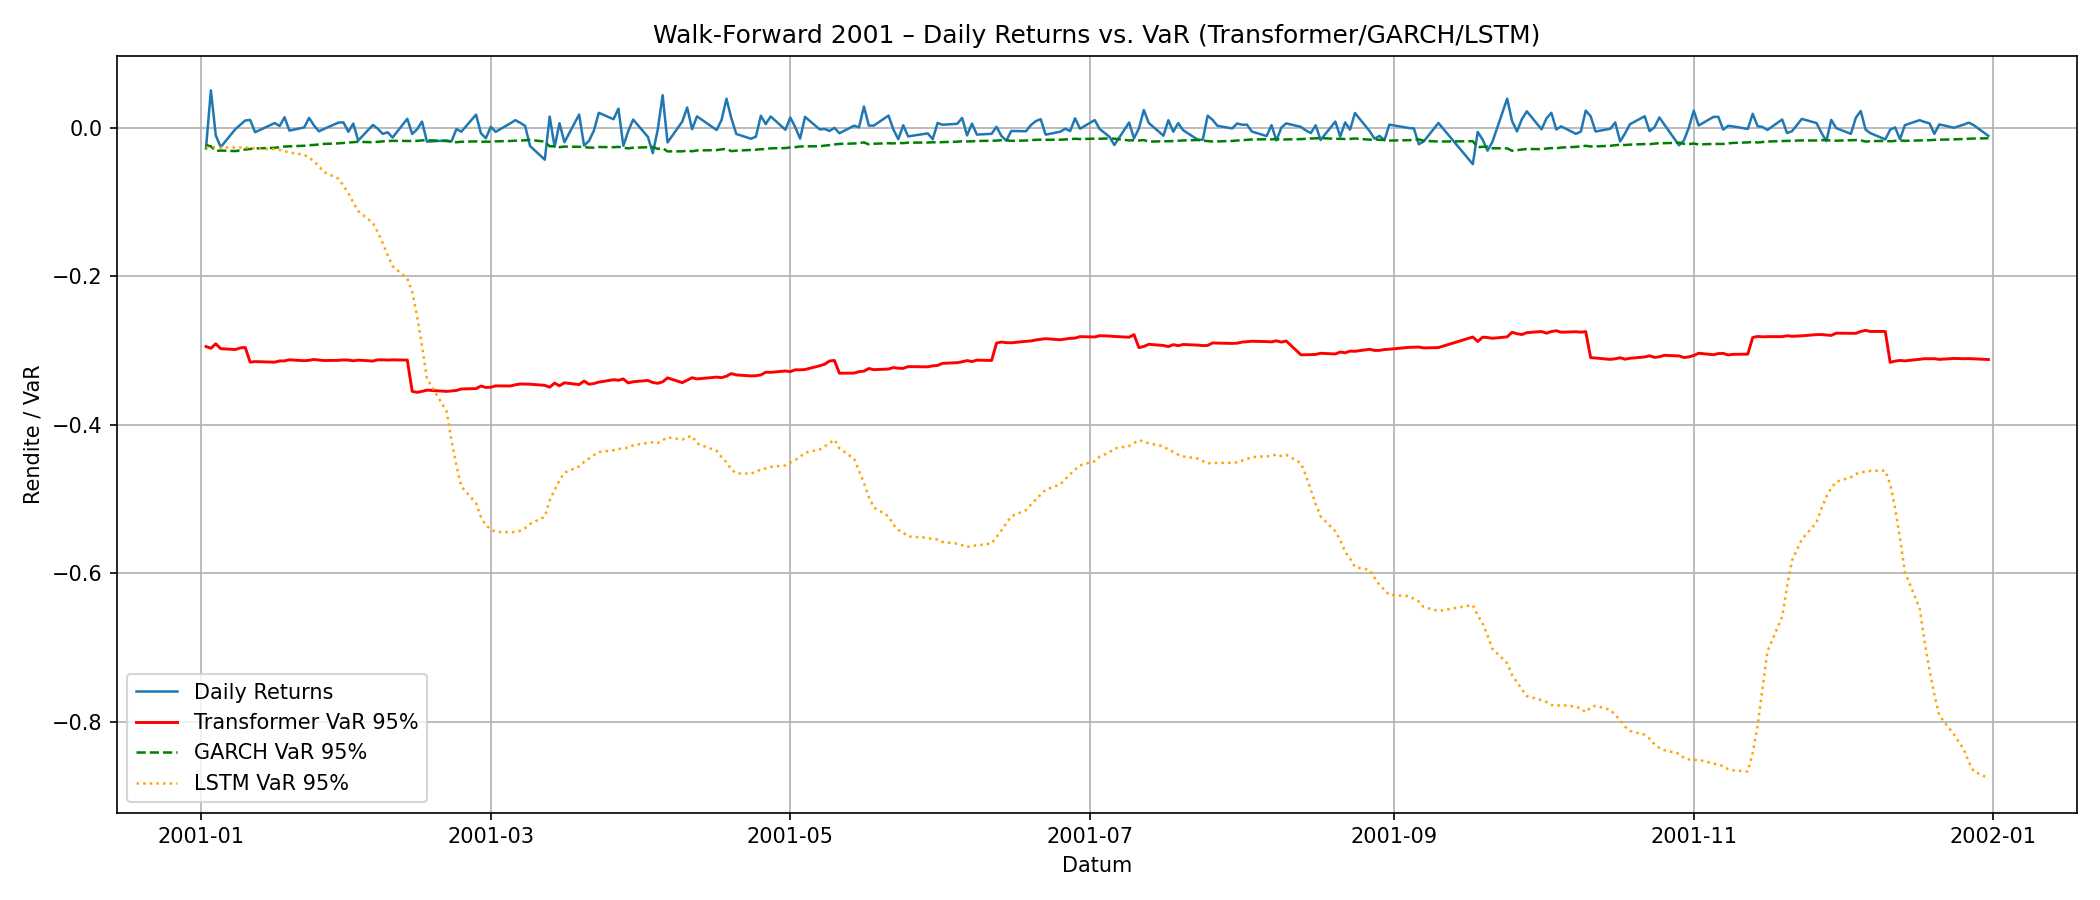 Walk-Forward 2001 – Daily Returns vs. VaR (Transformer/GARCH/LSTM)
Rendite / VaR
0.0
−0.2
−0.4
−0.6
−0.8
Daily Returns
Transformer VaR 95%
GARCH VaR 95%
LSTM VaR 95%
2001-01 2001-03 2001-05 2001-07 2001-09 2001-11 2002-01
Datum